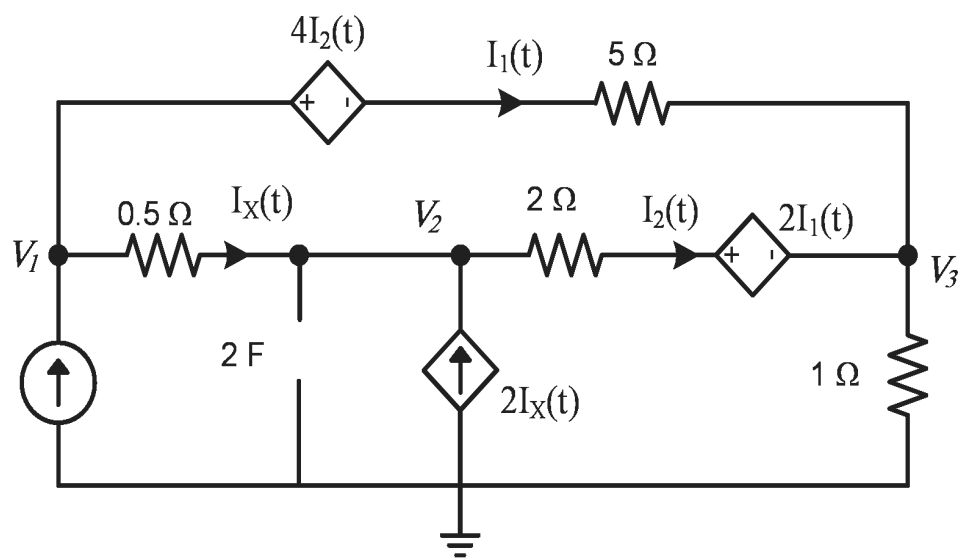 4I₂(t)
I₁(t)
5 Ω
0.5 Ω
Iₓ(t)
V₂
2 Ω
I₂(t)
2I₁(t)
V₁
+ -
+ -
V₃
2 F
2Iₓ(t)
1 Ω